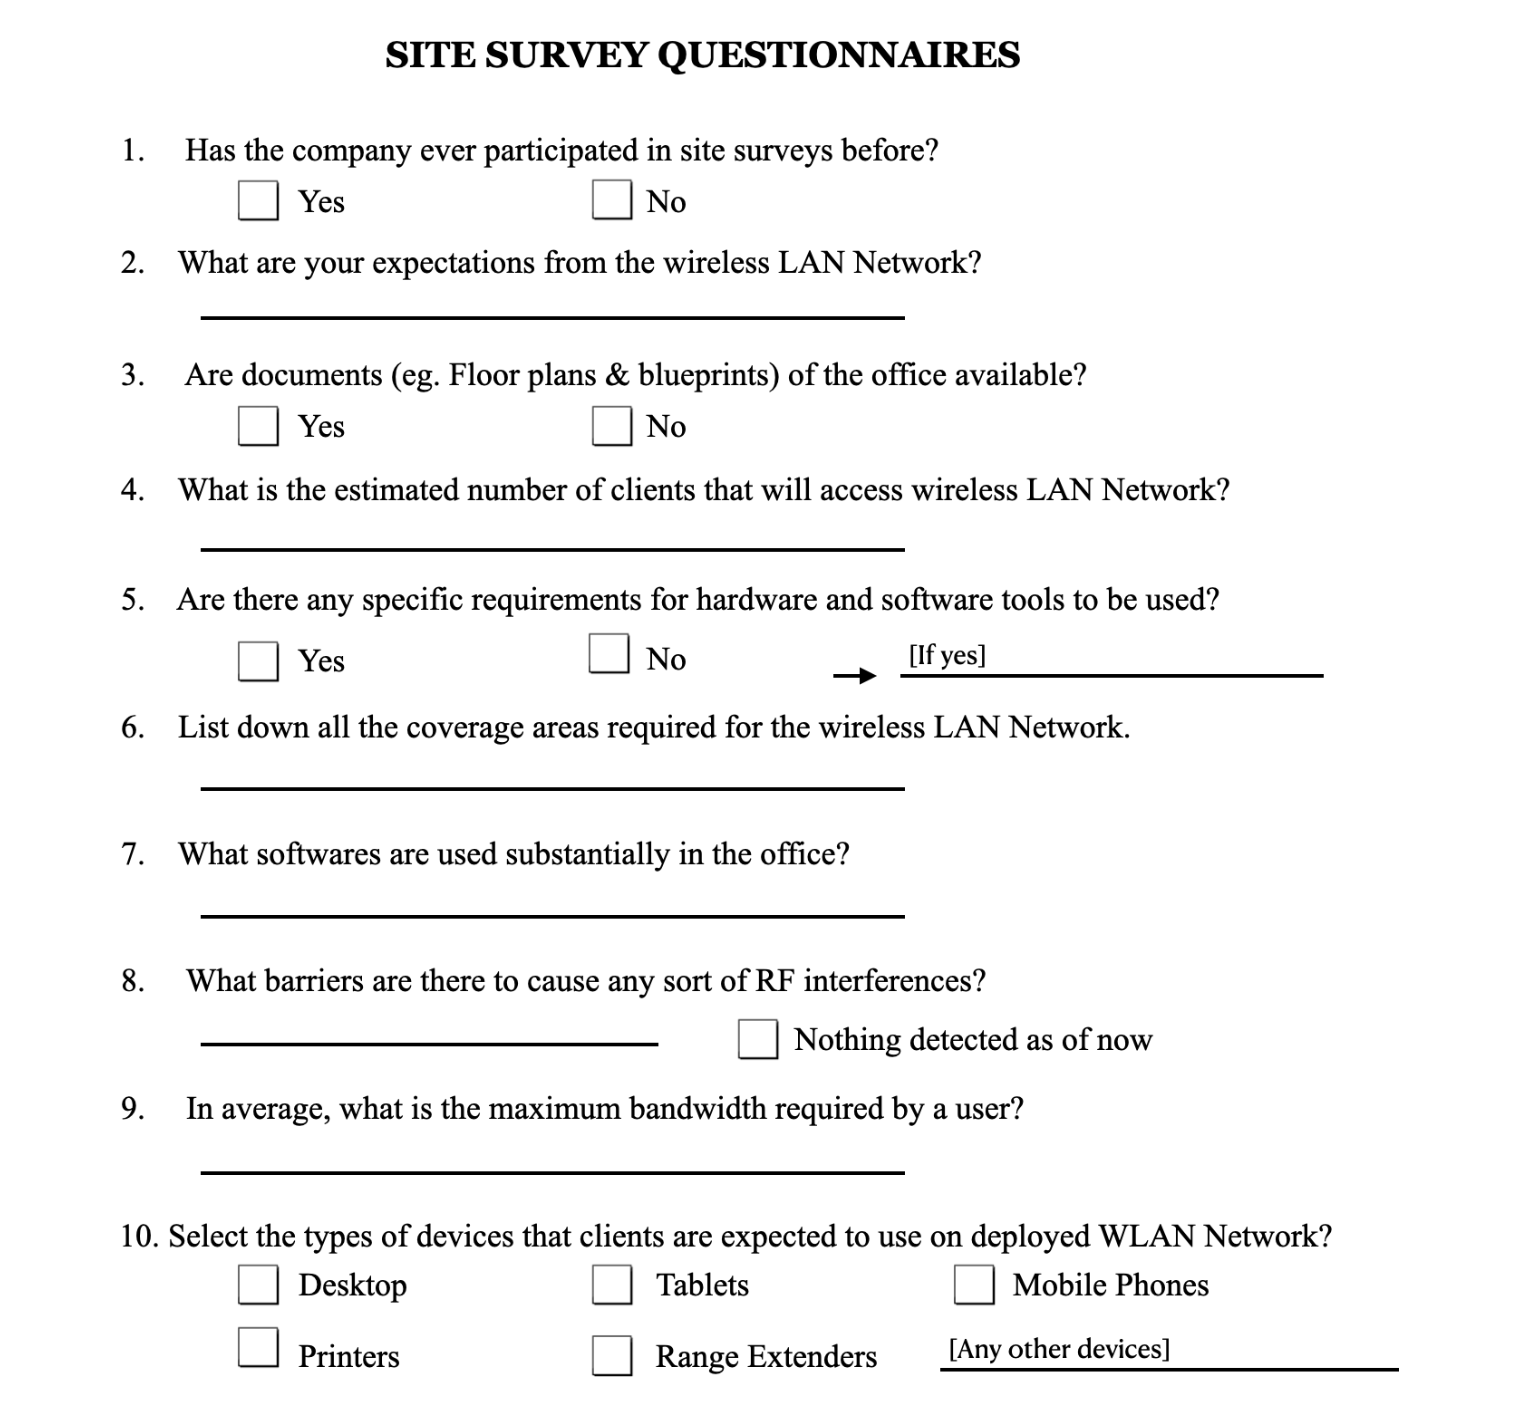 SITE SURVEY QUESTIONNAIRES
1. Has the company ever participated in site surveys before?
Yes No
2. What are your expectations from the wireless LAN Network?
3. Are documents (eg. Floor plans & blueprints) of the office available?
Yes No
4. What is the estimated number of clients that will access wireless LAN Network?
5. Are there any specific requirements for hardware and software tools to be used?
Yes No [If yes]
6. List down all the coverage areas required for the wireless LAN Network.
7. What softwares are used substantially in the office?
8. What barriers are there to cause any sort of RF interferences?
Nothing detected as of now
9. In average, what is the maximum bandwidth required by a user?
10. Select the types of devices that clients are expected to use on deployed WLAN Network?
Desktop Tablets Mobile Phones
Printers Range Extenders [Any other devices]